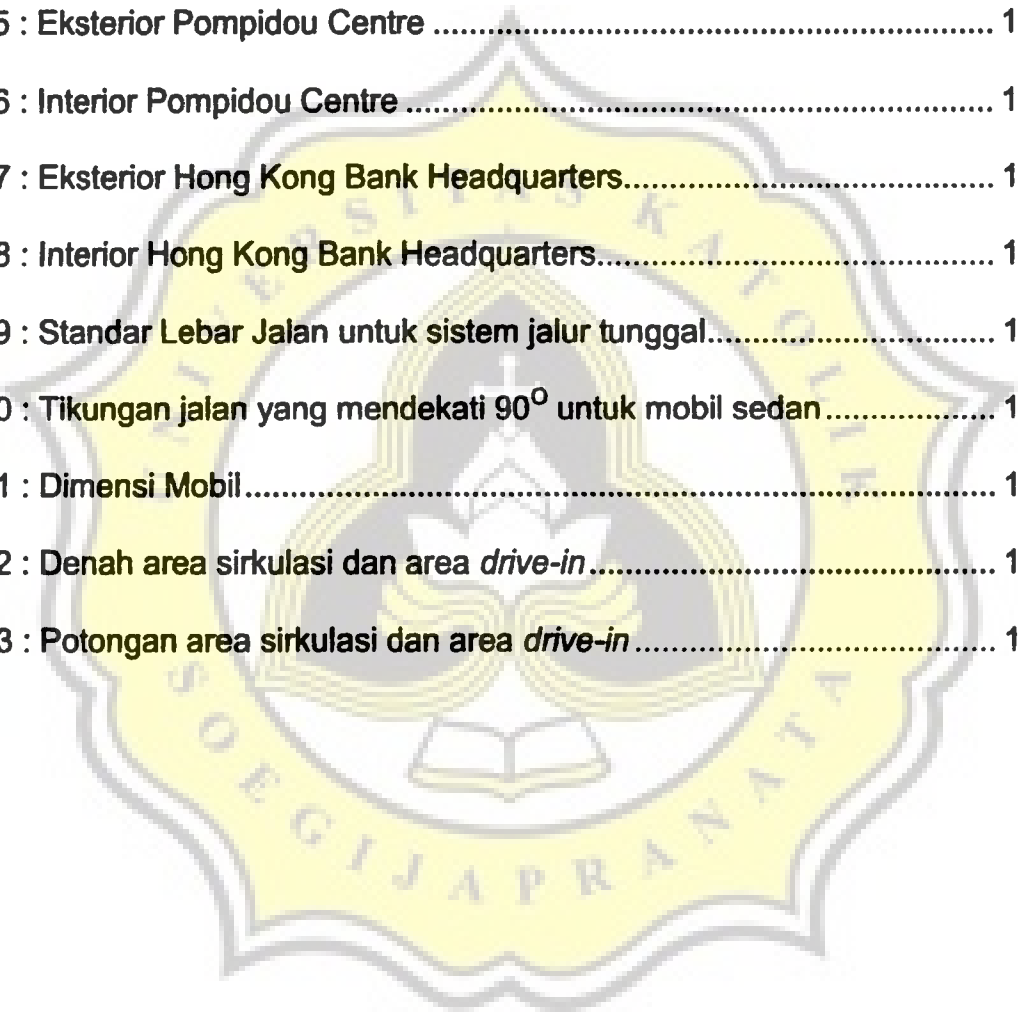 5 : Eksterior Pompidou Centre ........................................................ 1
6 : Interior Pompidou Centre ........................................................... 1
7 : Eksterior Hong Kong Bank Headquarters..................................... 1
8 : Interior Hong Kong Bank Headquarters........................................ 1
9 : Standar Lebar Jalan untuk sistem jalur tunggal............................. 1
0 : Tikungan jalan yang mendekati 90O untuk mobil sedan ................. 1
1 : Dimensi Mobil........................................................................... 1
2 : Denah area sirkulasi dan area drive-in ......................................... 1
3 : Potongan area sirkulasi dan area drive-in .................................... 1
UNIVERSITAS KATOLIK
SOEGIJAPRANATA